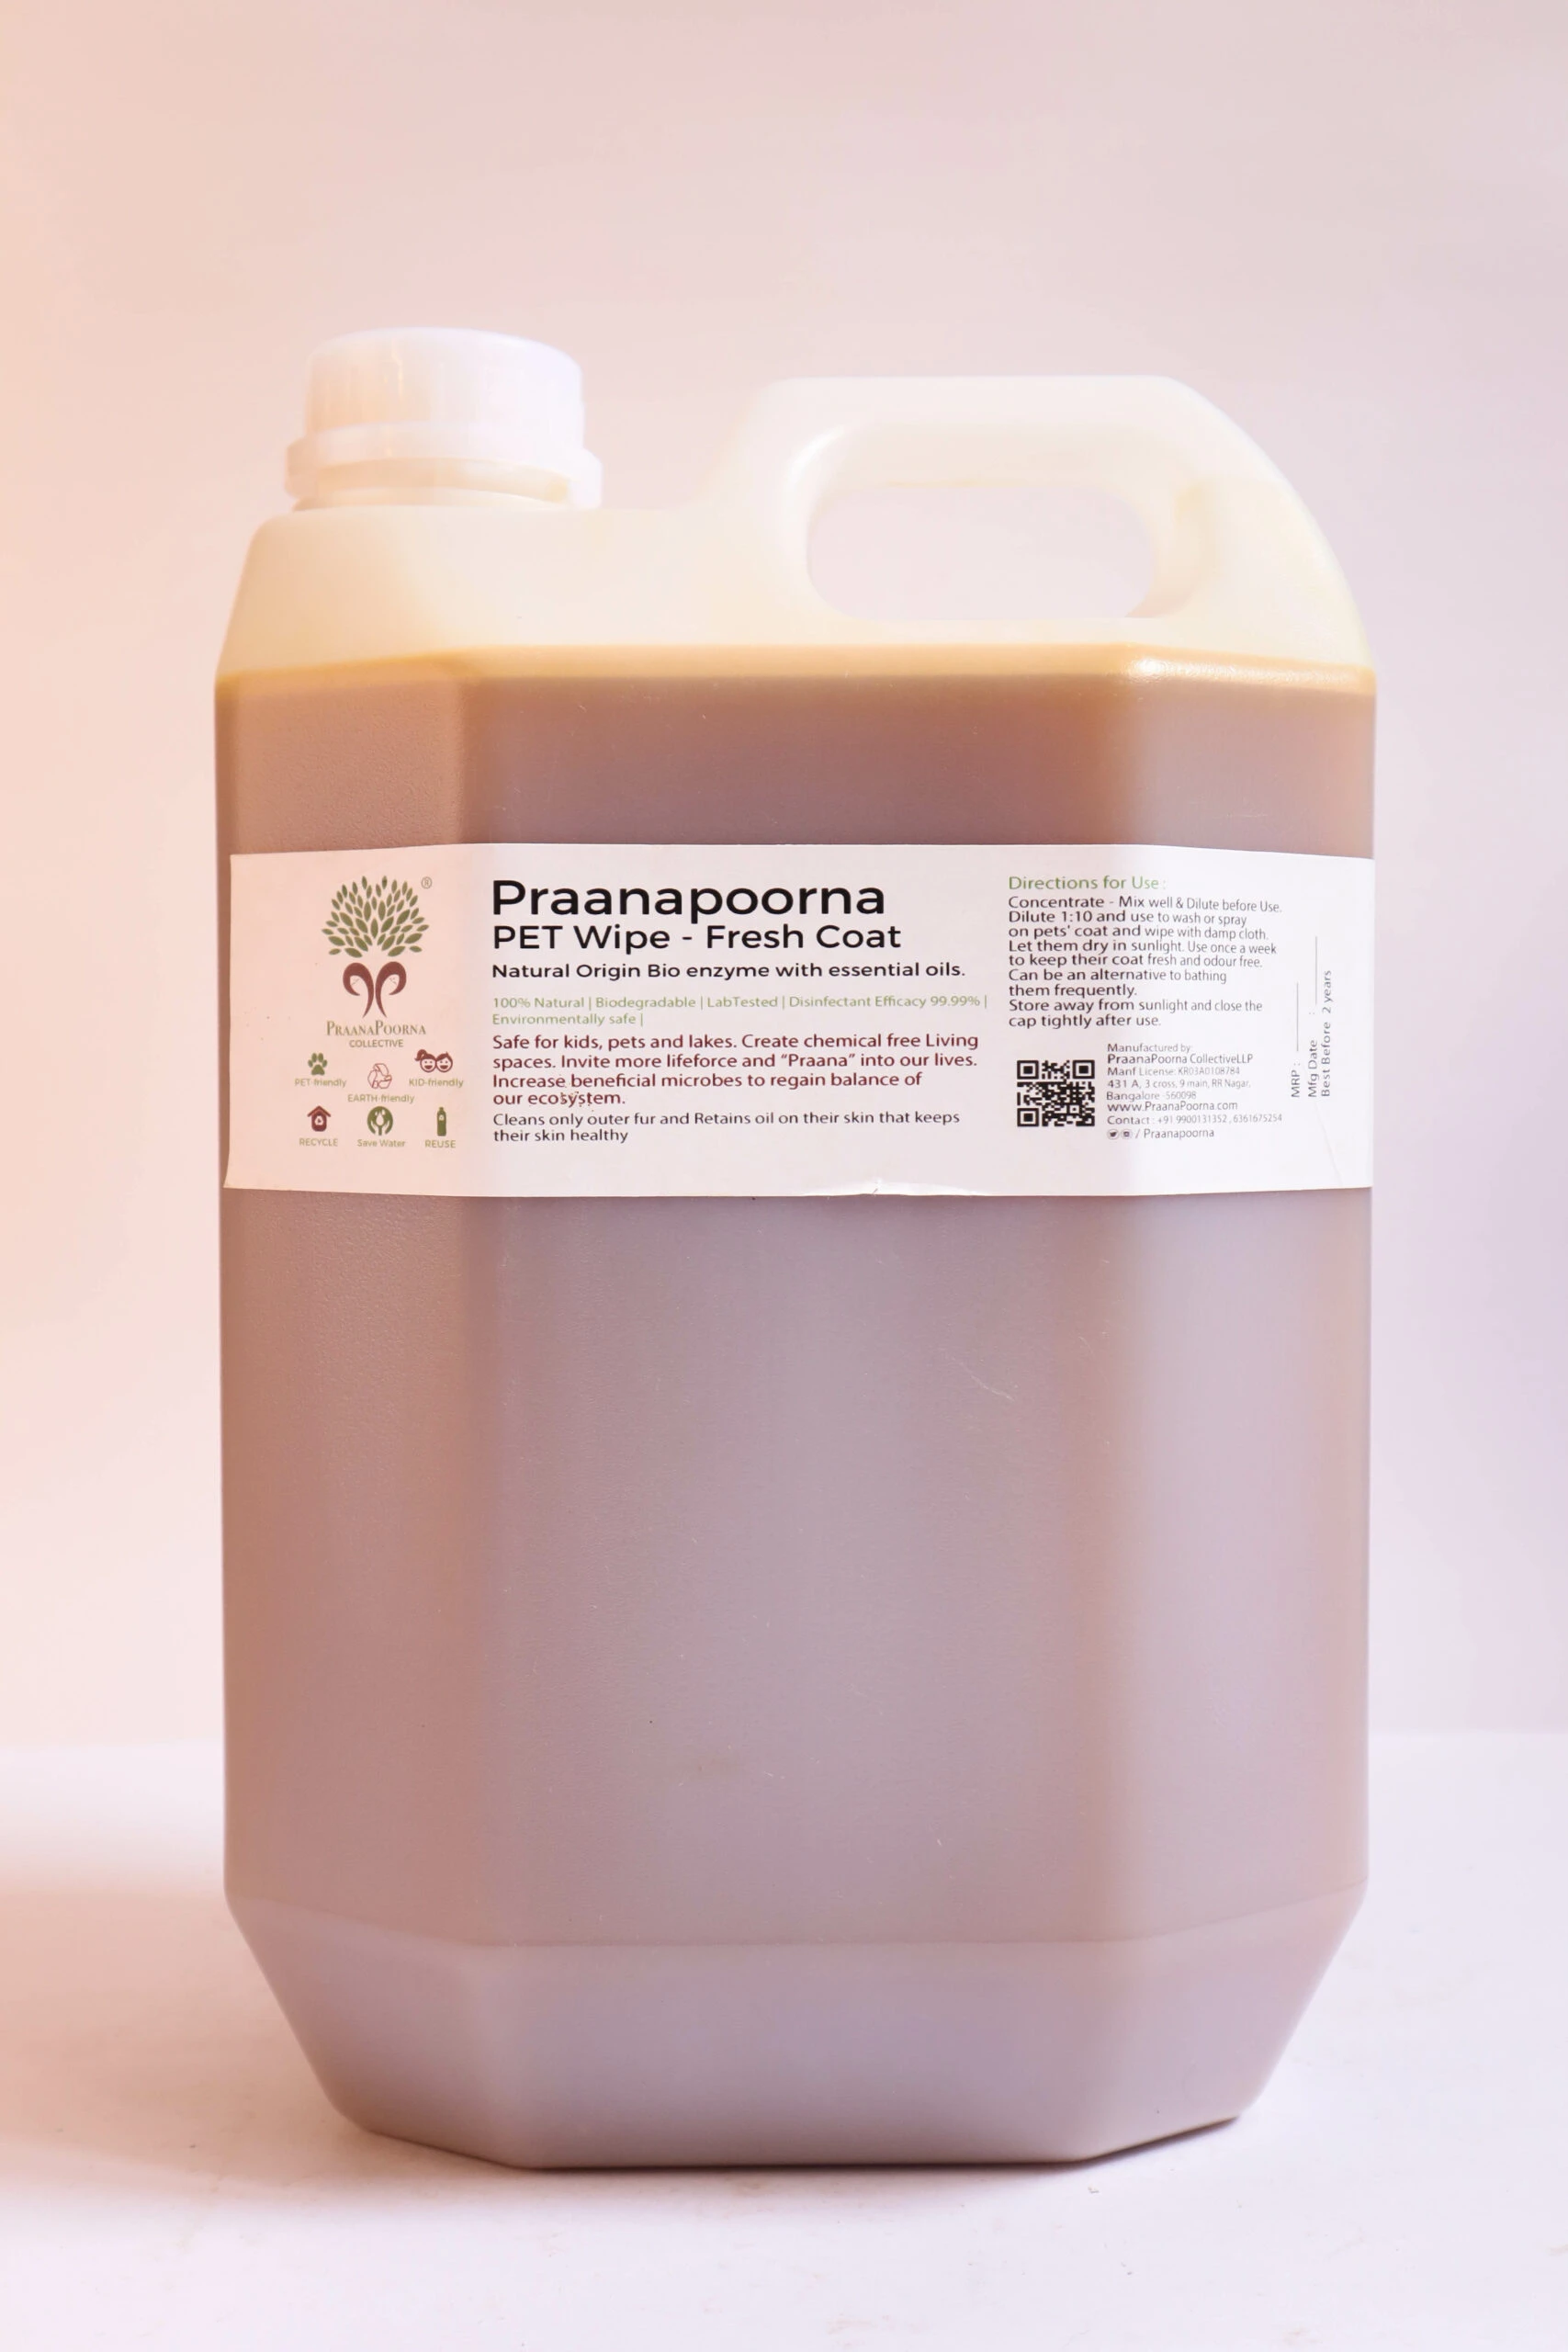 ®
PRAANAPOORNA
COLLECTIVE
PET-friendly
KID-friendly
EARTH-friendly
RECYCLE
Save Water
REUSE
Praanapoorna
PET Wipe - Fresh Coat
Natural Origin Bio enzyme with essential oils.
100% Natural | Biodegradable | LabTested | Disinfectant Efficacy 99.99% |
Environmentally safe |
Safe for kids, pets and lakes. Create chemical free Living
spaces. Invite more lifeforce and “Praana” into our lives.
Increase beneficial microbes to regain balance of
our ecosystem.
Cleans only outer fur and Retains oil on their skin that keeps
their skin healthy
Directions for Use :
Concentrate - Mix well & Dilute before Use.
Dilute 1:10 and use to wash or spray
on pets' coat and wipe with damp cloth.
Let them dry in sunlight. Use once a week
to keep their coat fresh and odour free.
Can be an alternative to bathing
them frequently.
Store away from sunlight and close the
cap tightly after use.
Manufactured by:
PraanaPoorna CollectiveLLP
Manf License: KR03A0108784
431 A, 3 cross, 9 main, RR Nagar,
Bangalore -560098
www.PraanaPoorna.com
Contact : +91 9900131352 , 6361675254
/ Praanapoorna
MRP :
Mfg Date :
Best Before 2 years